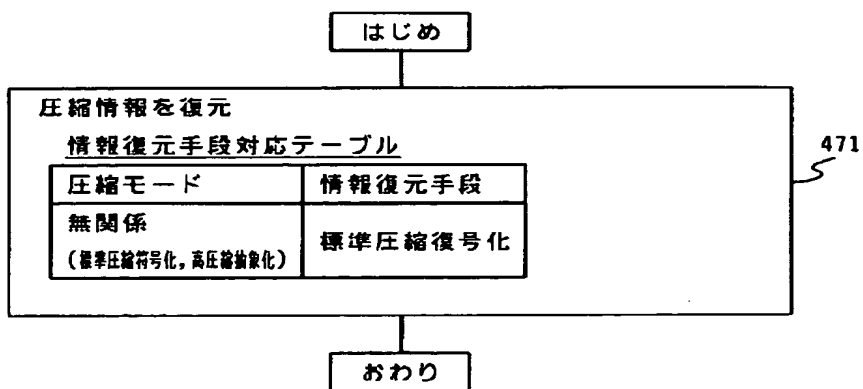 はじめ
圧縮情報を復元
情報復元手段対応テーブル
圧縮モード 情報復元手段
無関係
(標準圧縮符号化,高圧縮抽象化) 標準圧縮復号化
471
おわり